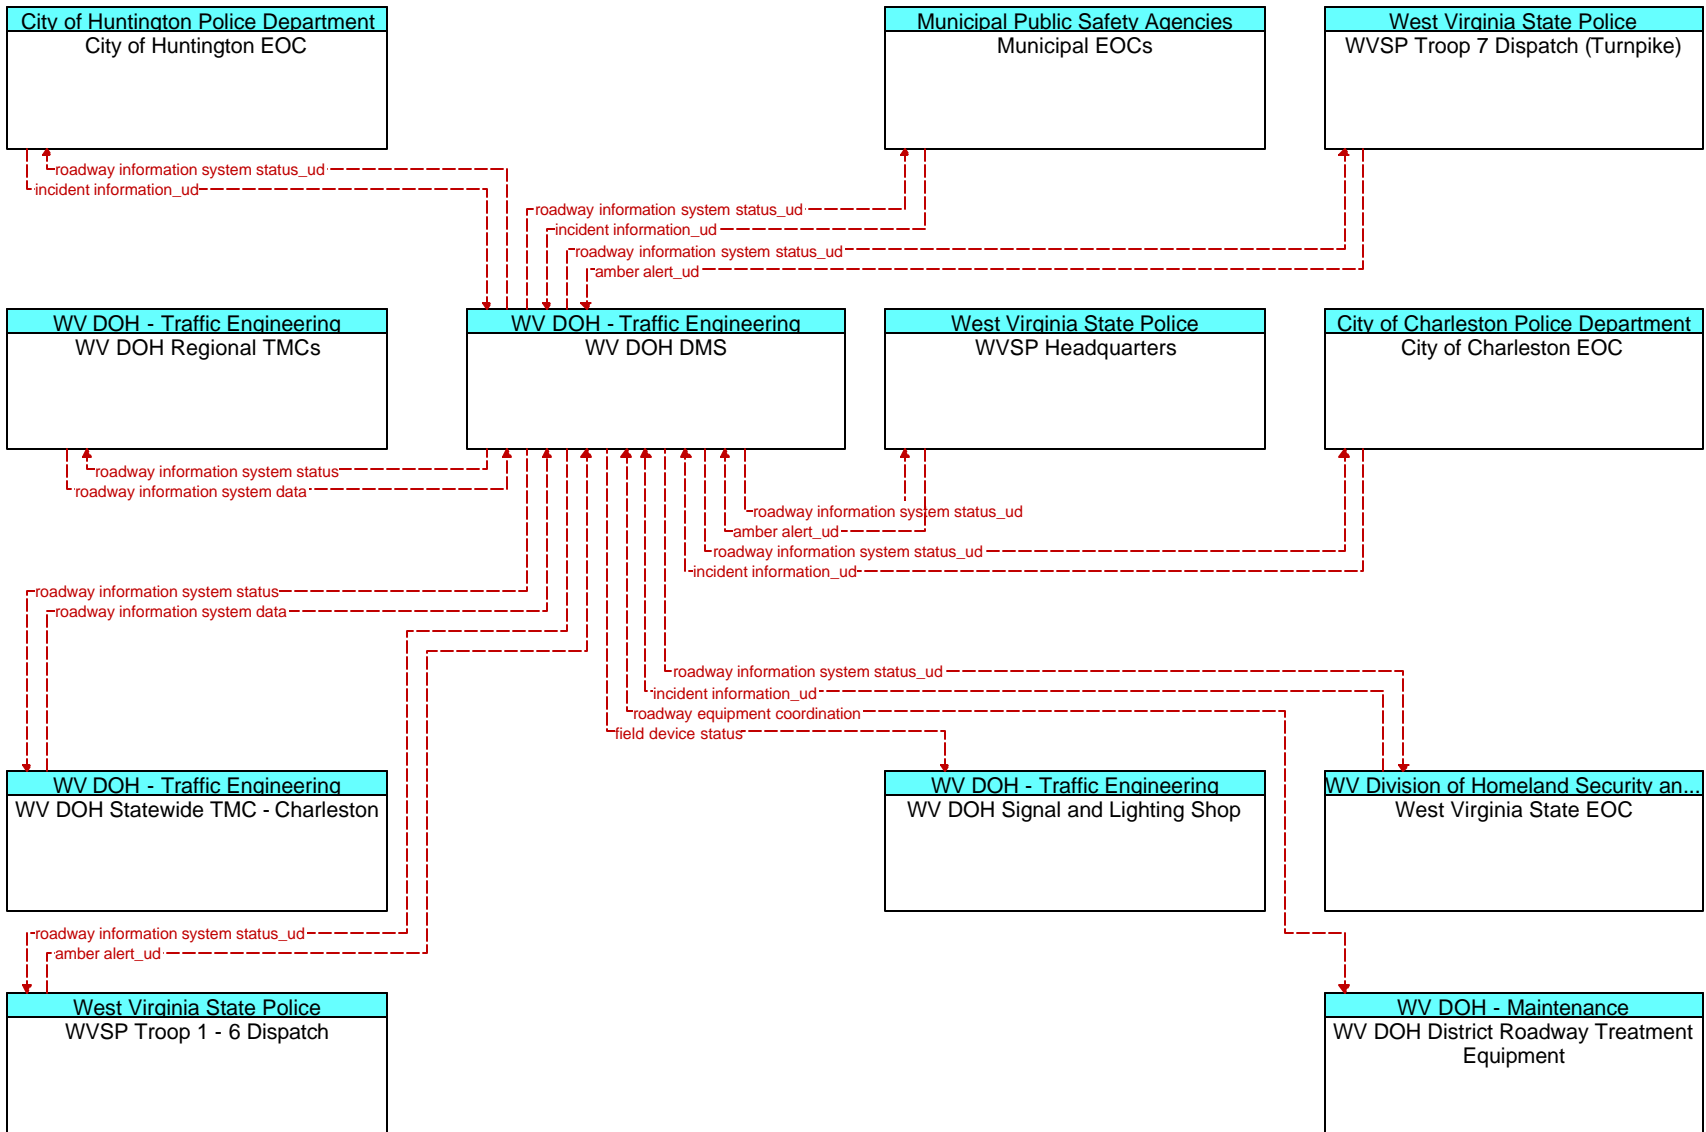 City of Huntington Police Department
City of Huntington EOC
Municipal Public Safety Agencies
Municipal EOCs
West Virginia State Police
WVSP Troop 7 Dispatch (Turnpike)
roadway information system status_ud
incident information_ud
roadway information system status_ud
incident information_ud
roadway information system status_ud
amber alert_ud
WV DOH - Traffic Engineering
WV DOH Regional TMCs
WV DOH - Traffic Engineering
WV DOH DMS
West Virginia State Police
WVSP Headquarters
City of Charleston Police Department
City of Charleston EOC
roadway information system status
roadway information system data
roadway information system status_ud
amber alert_ud
roadway information system status_ud
incident information_ud
roadway information system status
roadway information system data
roadway information system status_ud
incident information_ud
roadway equipment coordination
field device status
WV DOH - Traffic Engineering
WV DOH Statewide TMC - Charleston
WV DOH - Traffic Engineering
WV DOH Signal and Lighting Shop
WV Division of Homeland Security an...
West Virginia State EOC
roadway information system status_ud
amber alert_ud
West Virginia State Police
WVSP Troop 1 - 6 Dispatch
WV DOH - Maintenance
WV DOH District Roadway Treatment
Equipment